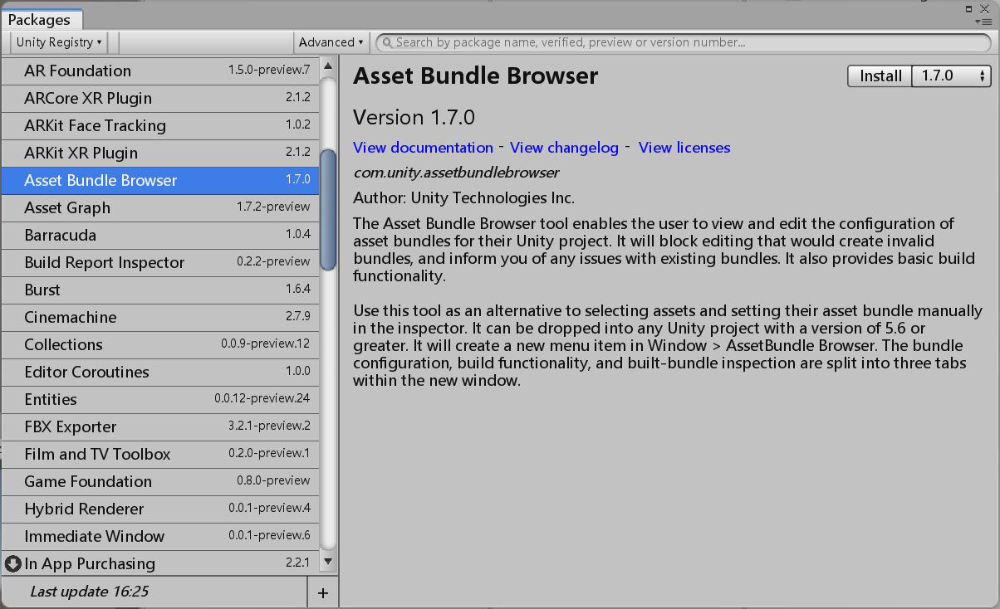 Packages
Unity Registry
Advanced
Search by package name, verified, preview or version number...
AR Foundation 1.5.0-preview.7
ARCore XR Plugin 2.1.2
ARKit Face Tracking 1.0.2
ARKit XR Plugin 2.1.2
Asset Bundle Browser 1.7.0
Asset Graph 1.7.2-preview
Barracuda 1.0.4
Build Report Inspector 0.2.2-preview
Burst 1.6.4
Cinemachine 2.7.9
Collections 0.0.9-preview.12
Editor Coroutines 1.0.0
Entities 0.0.12-preview.24
FBX Exporter 3.2.1-preview.2
Film and TV Toolbox 0.2.0-preview.1
Game Foundation 0.8.0-preview
Hybrid Renderer 0.0.1-preview.4
Immediate Window 0.0.1-preview.6
In App Purchasing 2.2.1
Last update 16:25
+
Asset Bundle Browser
Install 1.7.0
Version 1.7.0
View documentation - View changelog - View licenses
com.unity.assetbundlebrowser
Author: Unity Technologies Inc.
The Asset Bundle Browser tool enables the user to view and edit the configuration of
asset bundles for their Unity project. It will block editing that would create invalid
bundles, and inform you of any issues with existing bundles. It also provides basic build
functionality.
Use this tool as an alternative to selecting assets and setting their asset bundle manually
in the inspector. It can be dropped into any Unity project with a version of 5.6 or
greater. It will create a new menu item in Window > AssetBundle Browser. The bundle
configuration, build functionality, and built-bundle inspection are split into three tabs
within the new window.